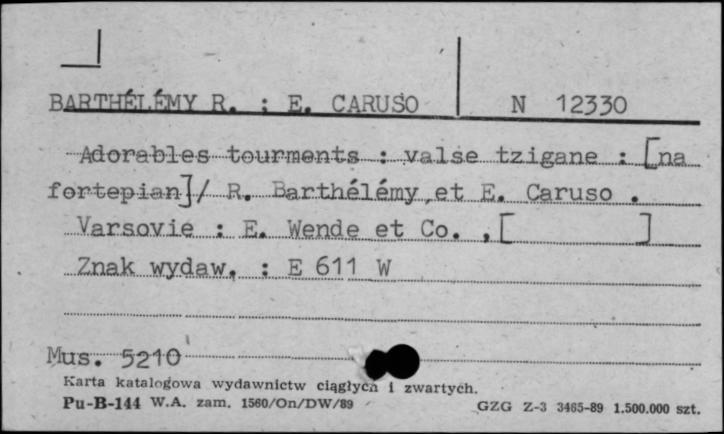 BARTHÉLÉMY R. : E. CARUSO N 12330
Adorables tourments : valse tzigane : [na
fortepian]/ R. Barthélémy et E. Caruso .
Varsovie : E. Wende et Co. ,[ ]
Znak wydaw. : E 611 W
Mus. 5210
Karta katalogowa wydawnictw ciągłych i zwartych.
Pu-B-144 W.A. zam. 1560/On/DW/89 GZG Z-3 3465-89 1.500.000 szt.